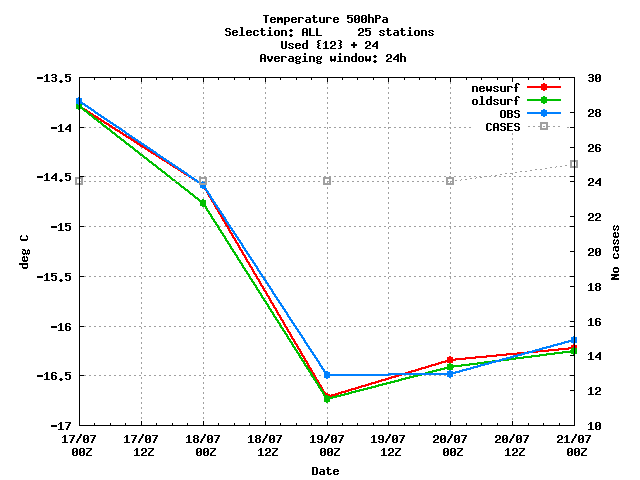 Temperature 500hPa
Selection: ALL 25 stations
Used {12} + 24
Averaging window: 24h
newsurf
oldsurf
OBS
CASES
-13.5
-14
-14.5
-15
-15.5
-16
-16.5
-17
30
28
26
24
22
20
18
16
14
12
10
deg C
No cases
17/07 17/07 18/07 18/07 19/07 19/07 20/07 20/07 21/07
00Z 12Z 00Z 12Z 00Z 12Z 00Z 12Z 00Z
Date